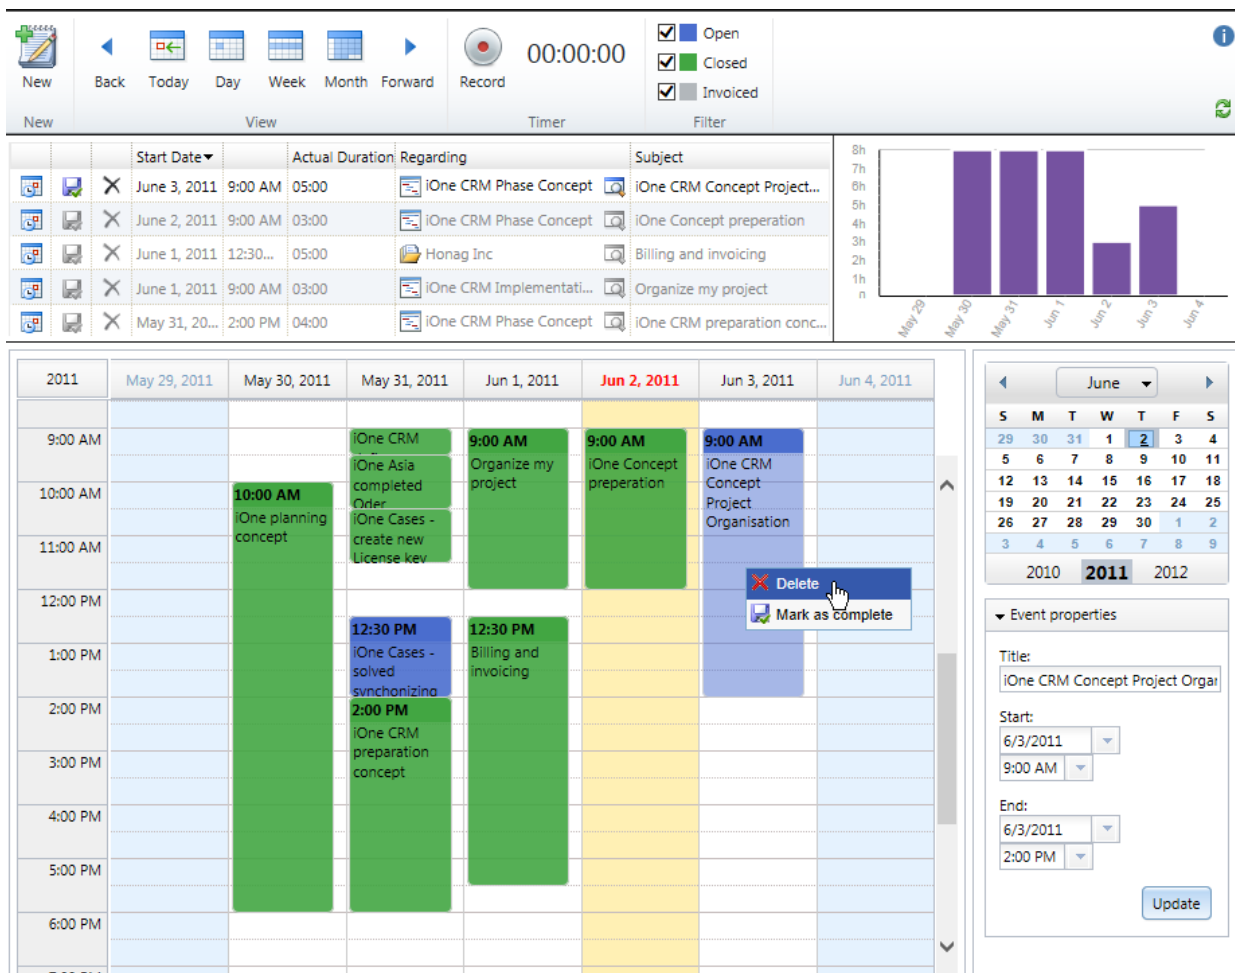 New
Back
Today
Day
Week
Month
Forward
Record
00:00:00
Open
Closed
Invoiced
New
View
Timer
Filter
Start Date
Actual Duration
Regarding
Subject
June 3, 2011 9:00 AM 05:00 iOne CRM Phase Concept iOne CRM Concept Project...
June 2, 2011 9:00 AM 03:00 iOne CRM Phase Concept iOne Concept preperation
June 1, 2011 12:30... 05:00 Honag Inc Billing and invoicing
June 1, 2011 9:00 AM 03:00 iOne CRM Implementati... Organize my project
May 31, 20... 2:00 PM 04:00 iOne CRM Phase Concept iOne CRM preparation conc...
8h
7h
6h
5h
4h
3h
2h
1h
n
May 29
May 30
May 31
Jun 1
Jun 2
Jun 3
Jun 4
2011
May 29, 2011
May 30, 2011
May 31, 2011
Jun 1, 2011
Jun 2, 2011
Jun 3, 2011
Jun 4, 2011
9:00 AM
10:00 AM
11:00 AM
12:00 PM
1:00 PM
2:00 PM
3:00 PM
4:00 PM
5:00 PM
6:00 PM
10:00 AM
iOne planning
concept
iOne CRM
iOne Asia
completed
Oder
iOne Cases -
create new
License key
12:30 PM
iOne Cases -
solved
synchonizing
2:00 PM
iOne CRM
preparation
concept
9:00 AM
Organize my
project
12:30 PM
Billing and
invoicing
9:00 AM
iOne Concept
preperation
9:00 AM
iOne CRM
Concept
Project
Organisation
Delete
Mark as complete
June
S M T W T F S
29 30 31 1 2 3 4
5 6 7 8 9 10 11
12 13 14 15 16 17 18
19 20 21 22 23 24 25
26 27 28 29 30 1 2
3 4 5 6 7 8 9
2010 2011 2012
Event properties
Title:
iOne CRM Concept Project Organ
Start:
6/3/2011
9:00 AM
End:
6/3/2011
2:00 PM
Update